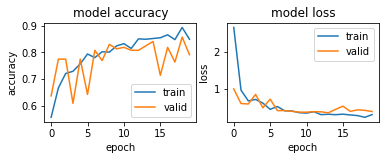 model accuracy
0.9
0.8
0.7
0.6
accuracy
0
5
10
15
epoch
train
valid
model loss
2
1
loss
0
5
10
15
epoch
train
valid